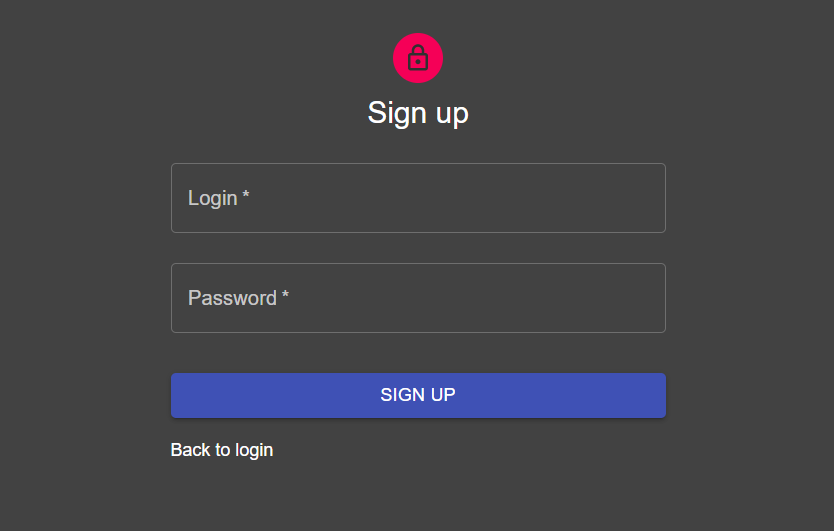 Sign up
Login *
Password *
SIGN UP
Back to login